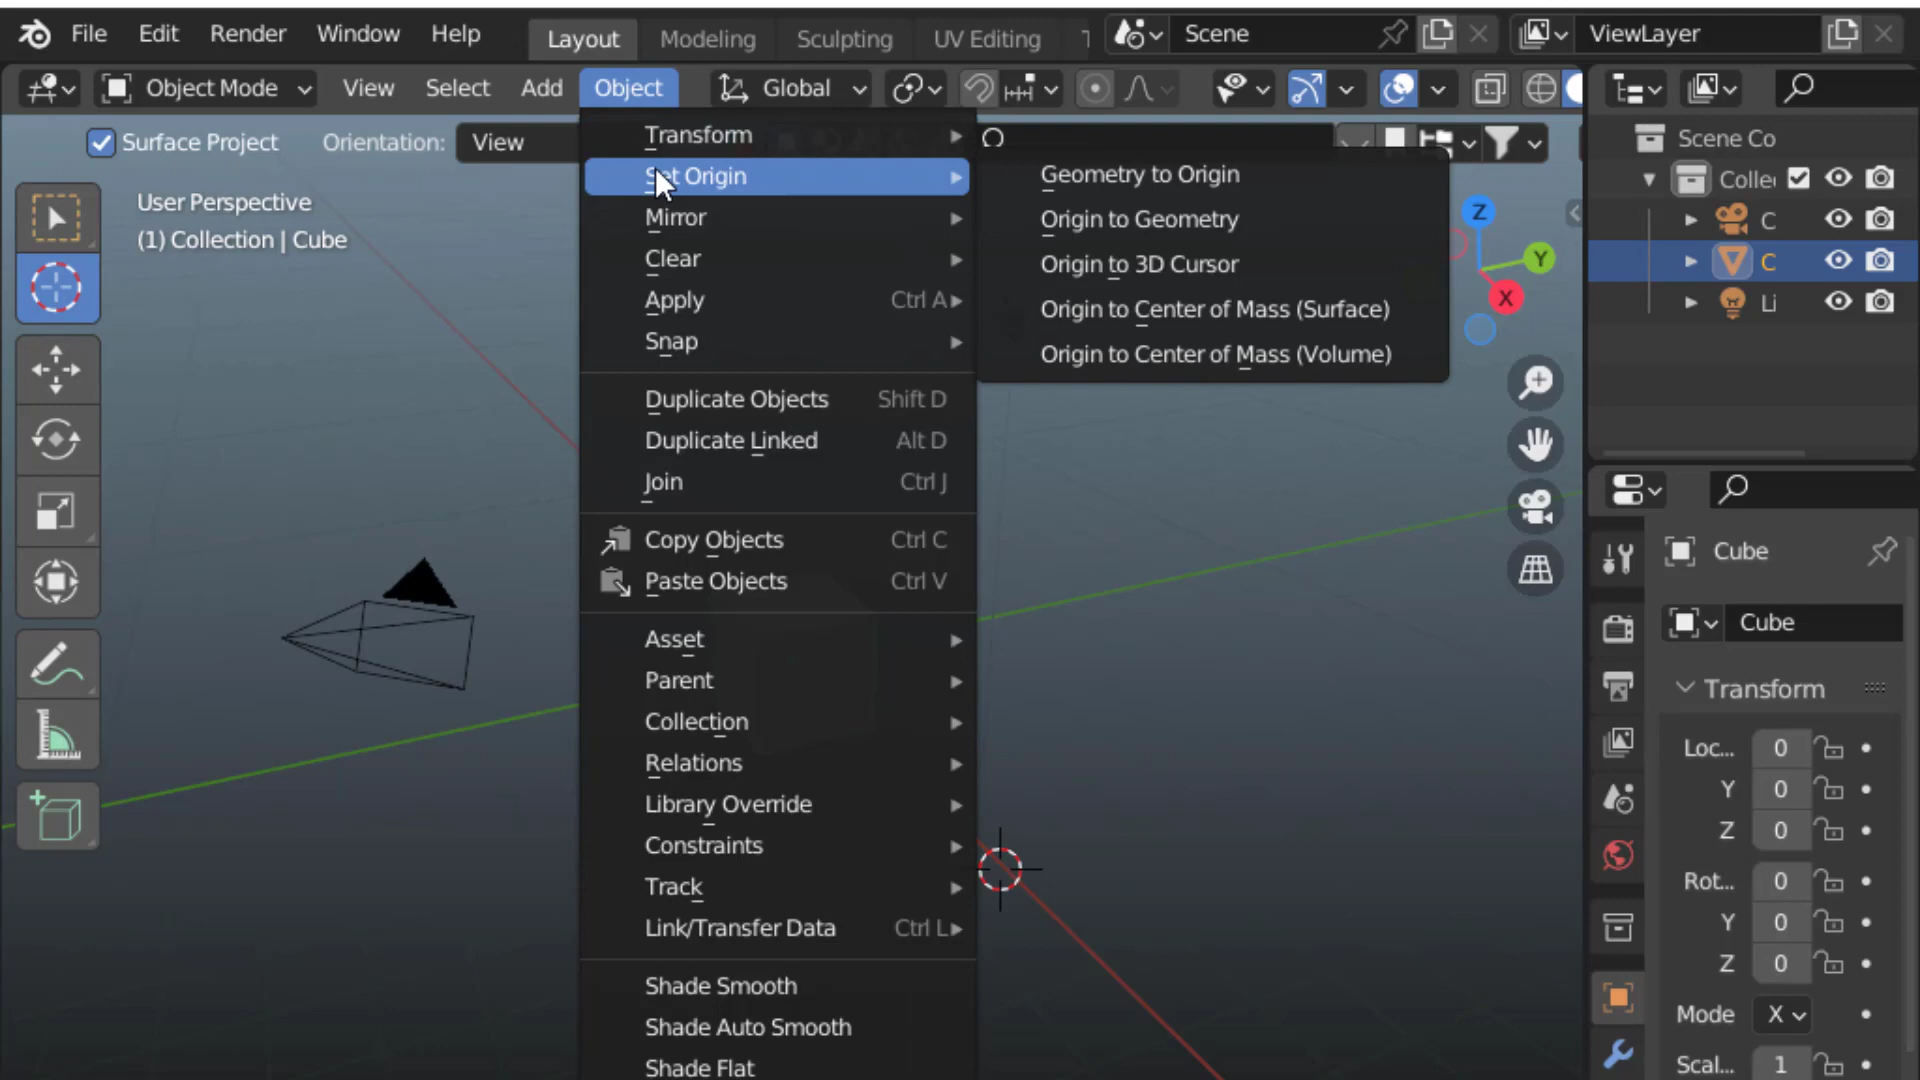 File Edit Render Window Help Layout Modeling Sculpting UV Editing Scene ViewLayer
Object Mode View Select Add Object Global
Surface Project Orientation: View
User Perspective
(1) Collection | Cube
Transform
Set Origin
Mirror
Clear
Apply Ctrl A
Snap
Duplicate Objects Shift D
Duplicate Linked Alt D
Join Ctrl J
Copy Objects Ctrl C
Paste Objects Ctrl V
Asset
Parent
Collection
Relations
Library Override
Constraints
Track
Link/Transfer Data Ctrl L
Shade Smooth
Shade Auto Smooth
Shade Flat
Geometry to Origin
Origin to Geometry
Origin to 3D Cursor
Origin to Center of Mass (Surface)
Origin to Center of Mass (Volume)
Z
Y
X
Scene Co
Colle
C
C
Li
Cube
Cube
Transform
Loc... 0
Y 0
Z 0
Rot... 0
Y 0
Z 0
Mode X
Scal... 1